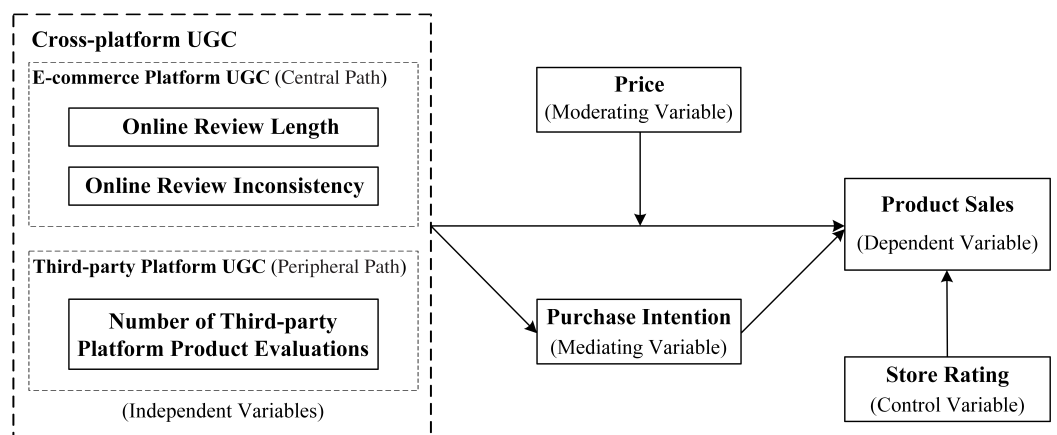 Cross-platform UGC
E-commerce Platform UGC (Central Path)
Online Review Length
Online Review Inconsistency
Third-party Platform UGC (Peripheral Path)
Number of Third-party
Platform Product Evaluations
(Independent Variables)
Price
(Moderating Variable)
Purchase Intention
(Mediating Variable)
Product Sales
(Dependent Variable)
Store Rating
(Control Variable)